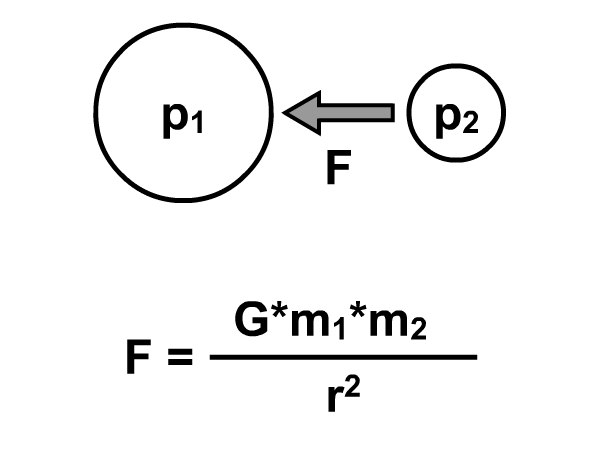 p₁ p₂
F
F = G*m₁*m₂
r²